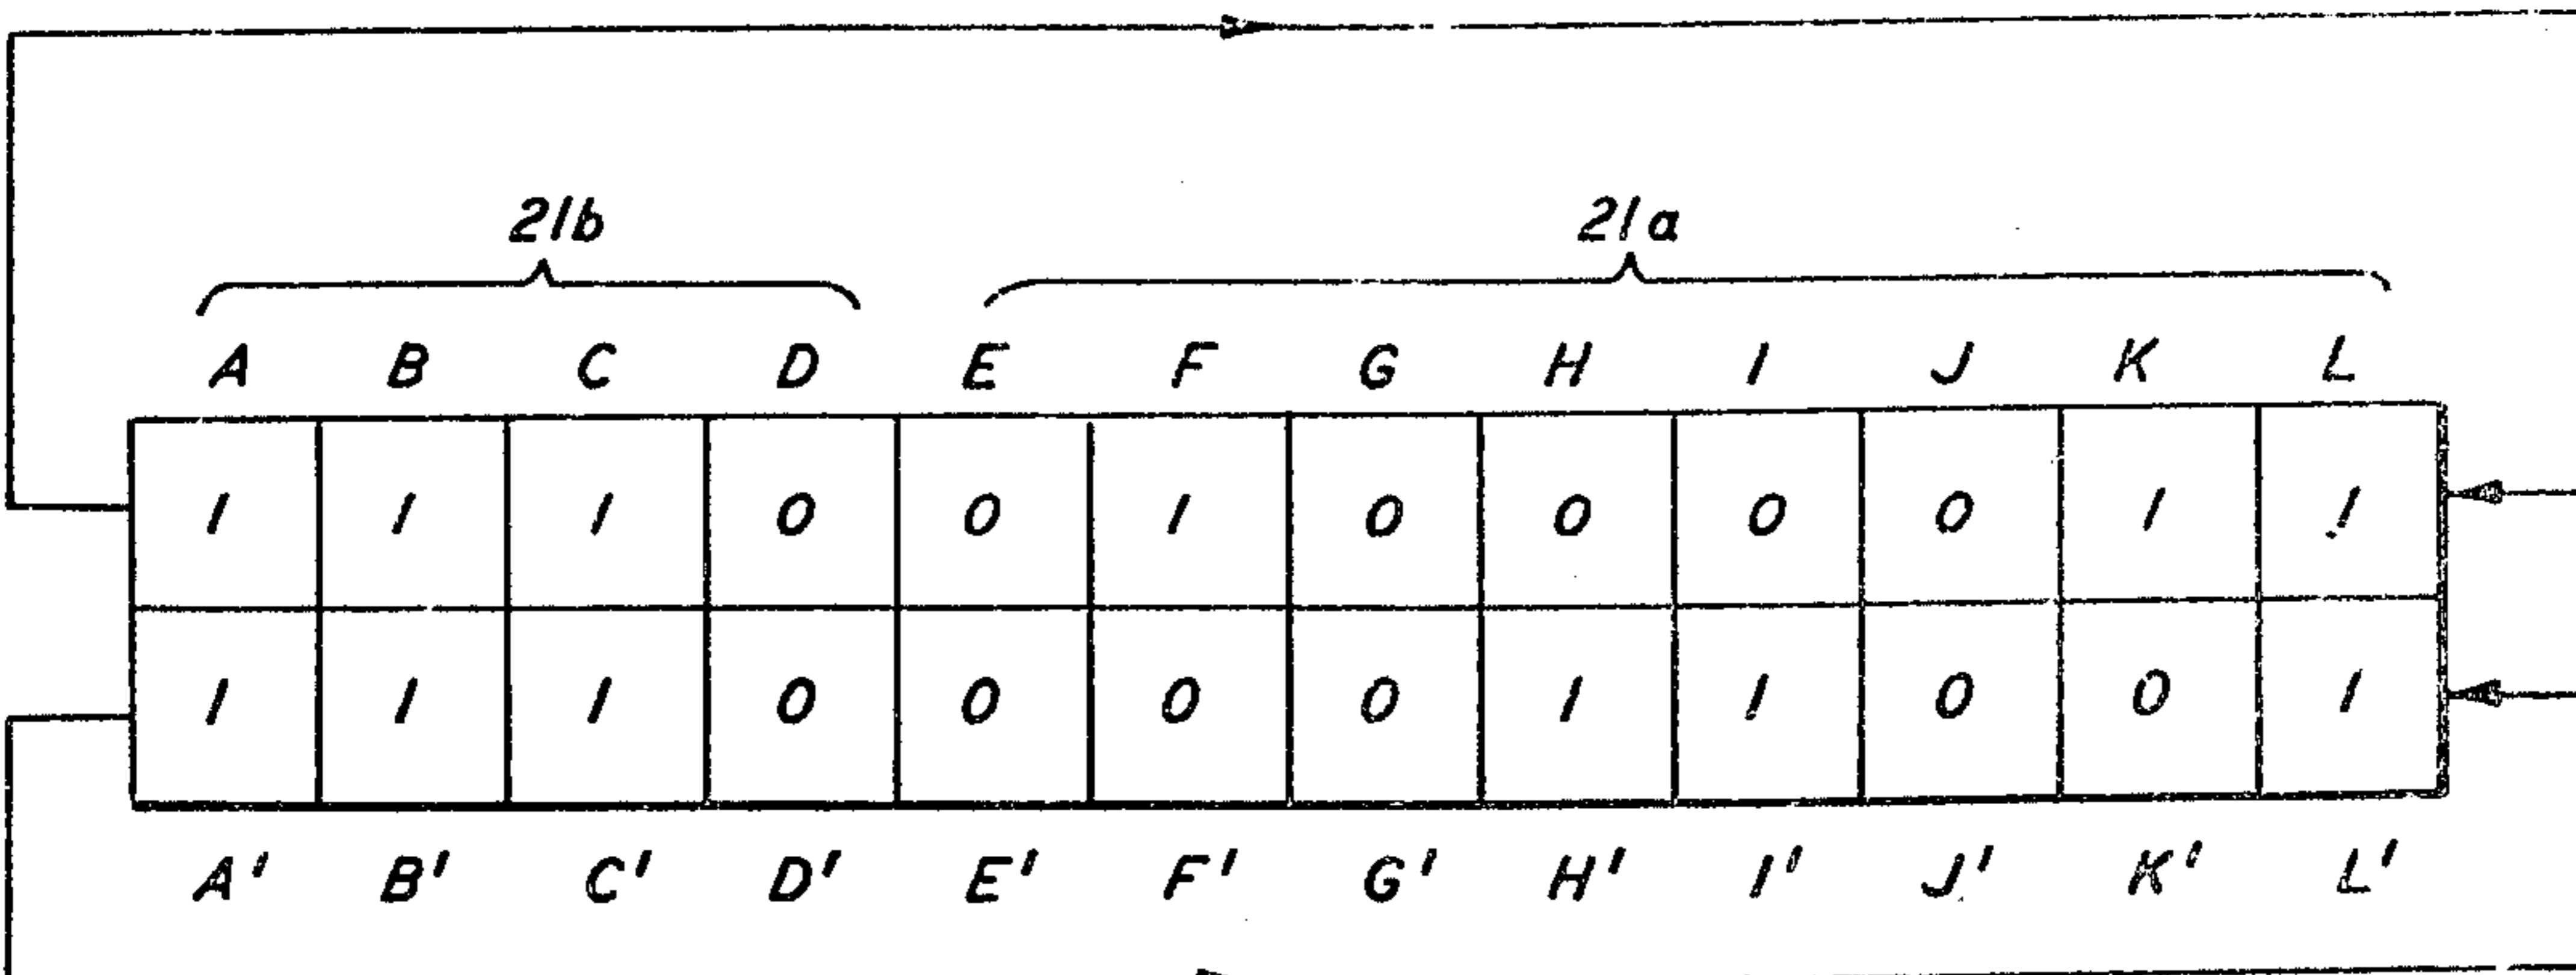 21b 21a
A B C D E F G H I J K L
1 1 1 0 0 1 0 0 0 0 1 1
1 1 1 0 0 0 0 1 1 0 0 1
A' B' C' D' E' F' G' H' I' J' K' L'